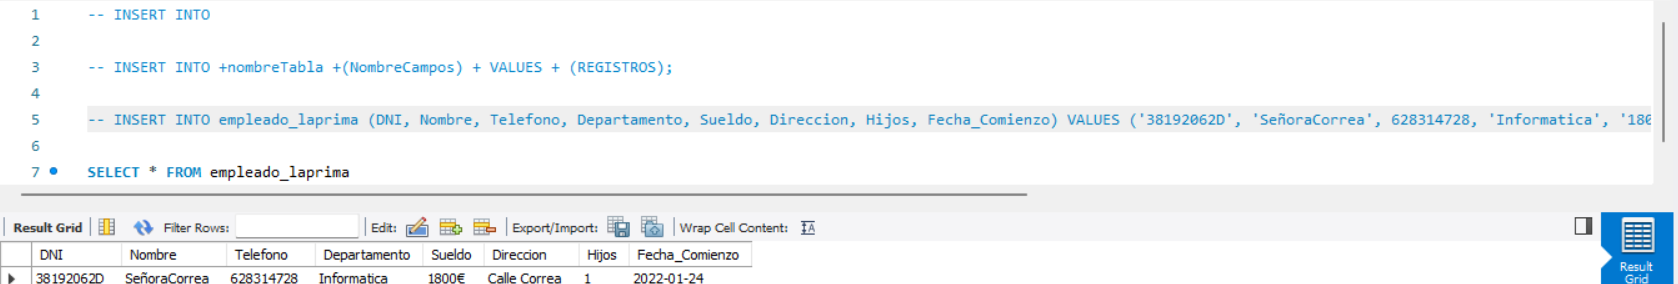 1 -- INSERT INTO
2
3 -- INSERT INTO +nombreTabla +(NombreCampos) + VALUES + (REGISTROS);
4
5 -- INSERT INTO empleado_laprima (DNI, Nombre, Telefono, Departamento, Sueldo, Direccion, Hijos, Fecha_Comienzo) VALUES ('38192062D', 'SeñoraCorrea', 628314728, 'Informatica', '180
6
7 SELECT * FROM empleado_laprima
Result Grid Filter Rows: Edit: Export/Import: Wrap Cell Content: IA
DNI Nombre Telefono Departamento Sueldo Direccion Hijos Fecha_Comienzo
38192062D SeñoraCorrea 628314728 Informatica 1800€ Calle Correa 1 2022-01-24
Result
Grid